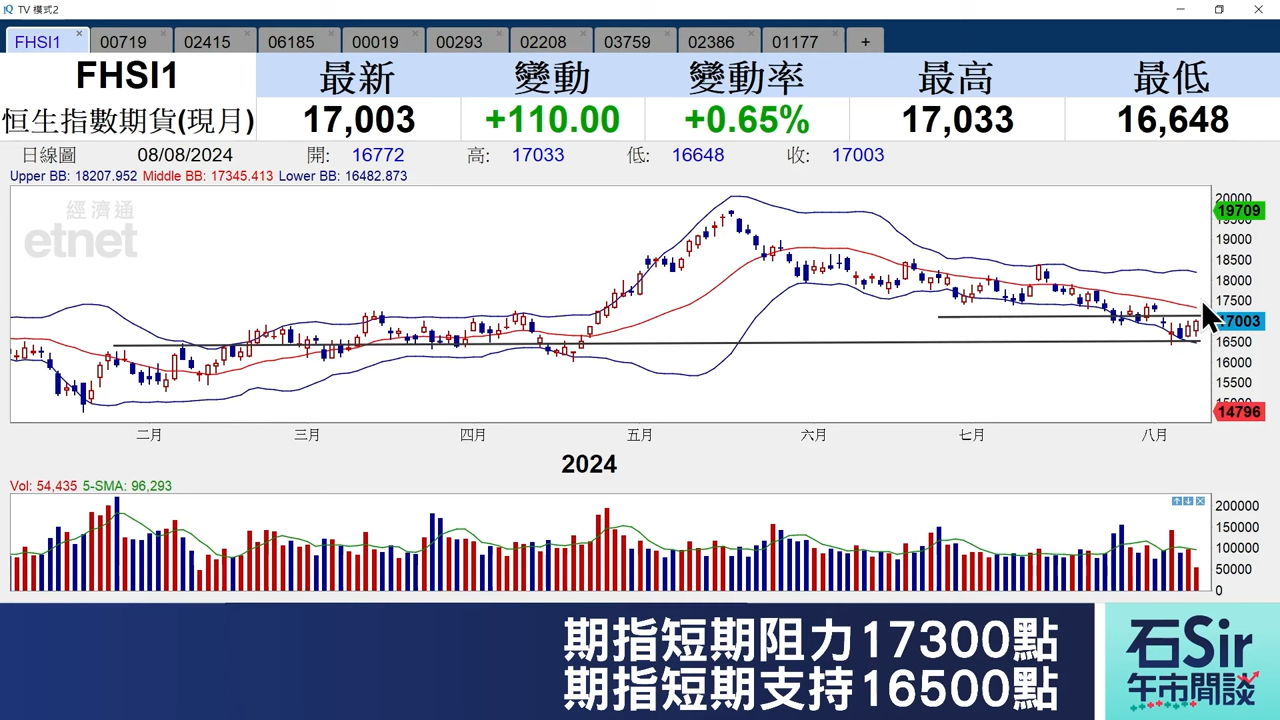 TV 模式2
FHSI1 00719 02415 06185 00019 00293 02208 03759 02386 01177 +
FHSI1 最新 變動 變動率 最高 最低
恒生指數期貨(現月) 17,003 +110.00 +0.65% 17,033 16,648
日線圖 08/08/2024 開: 16772 高: 17033 低: 16648 收: 17003
Upper BB: 18207.952 Middle BB: 17345.413 Lower BB: 16482.873
經濟通
etnet
20000
19709
19500
19000
18500
18000
17500
17003
16500
16000
15500
15000
14796
二月 三月 四月 五月 六月 七月 八月
2024
Vol: 54,435 5-SMA: 96,293
200000
150000
100000
50000
0
期指短期阻力17300點
期指短期支持16500點
石Sir
午市開談